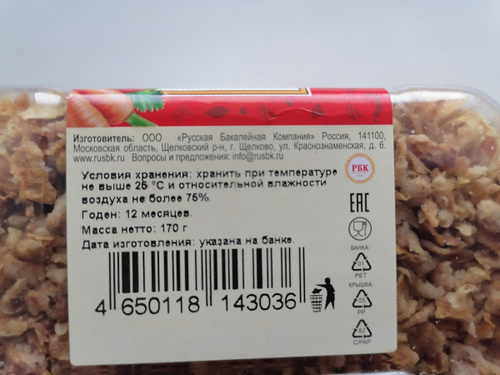 Изготовитель: ООО «Русская Бакалейная Компания» Россия, 141100,
Московская область, Щелковский р-н, г. Щелково, ул. Краснознаменская, д. 6.
www.rusbk.ru Вопросы и предложения: info@rusbk.ru
Условия хранения: хранить при температуре
не выше 25 °С и относительной влажности
воздуха не более 75%.
Годен: 12 месяцев.
Масса нетто: 170 г
Дата изготовления: указана на банке.
4 650118 143036
РБК
EAC
БАНКА:
01
PET
КРЫШКА:
05
PP
82
C/PAP